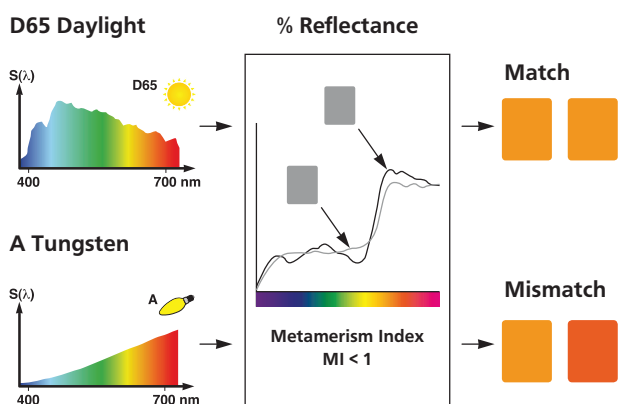 D65 Daylight
S(λ)
D65
400
700 nm
% Reflectance
Match
A Tungsten
S(λ)
A
400
700 nm
Metamerism Index
MI < 1
Mismatch